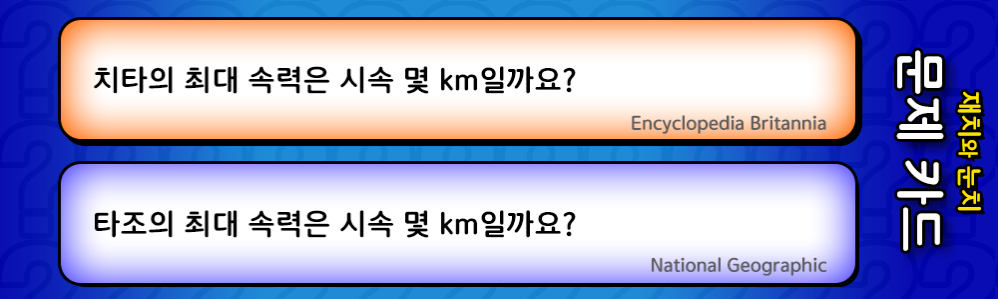 치타의 최대 속력은 시속 몇 km일까요?
Encyclopedia Britannia
타조의 최대 속력은 시속 몇 km일까요?
National Geographic
재치와 눈치
문제 카드